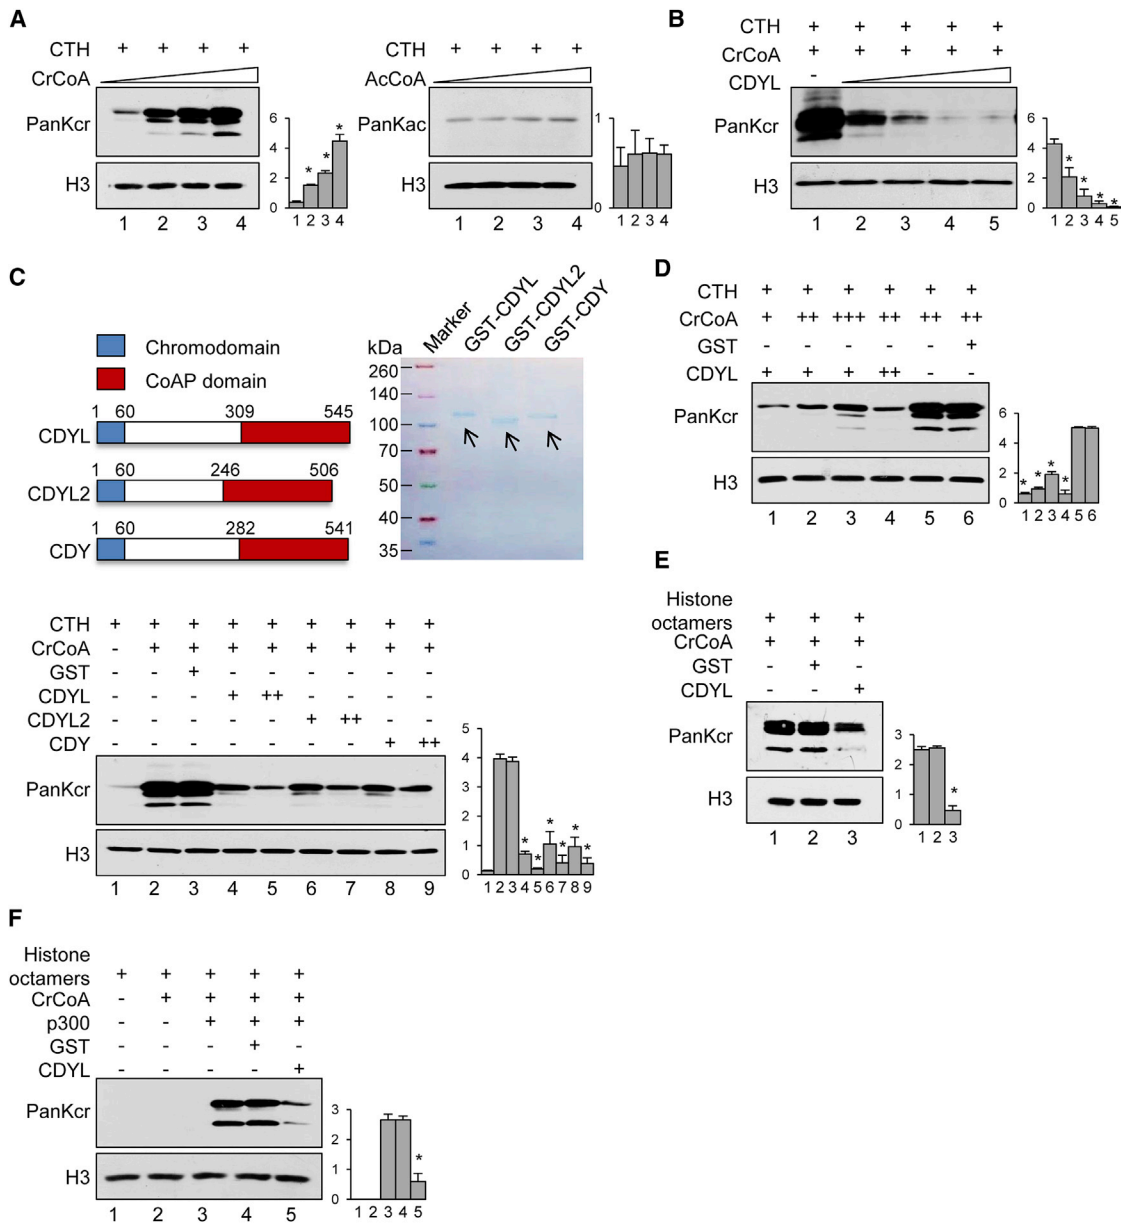 A
CTH + + + +
CrCoA
PanKcr
H3
1 2 3 4
6
4
2
0
* * * *
1 2 3 4
CTH + + + +
AcCoA
PanKac
H3
1 2 3 4
1
0
1 2 3 4
B
CTH + + + + +
CrCoA + + + + +
CDYL -
PanKcr
H3
1 2 3 4 5
6
4
2
0
* * * *
1 2 3 4 5
C
Chromodomain
CoAP domain
1 60 309 545
CDYL
1 60 246 506
CDYL2
1 60 282 541
CDY
kDa Marker GST-CDYL GST-CDYL2 GST-CDY
260
140
100
70
50
40
35
CTH + + + + + + + + +
CrCoA - + + + + + + + +
GST - - + - - - - - -
CDYL - - - + ++ - - - -
CDYL2 - - - - - + ++ - -
CDY - - - - - - - + ++
PanKcr
H3
1 2 3 4 5 6 7 8 9
5
4
3
2
1
0
* * * * * *
1 2 3 4 5 6 7 8 9
D
CTH + + + + + +
CrCoA + ++ +++ ++ ++ ++
GST - - - - - +
CDYL + + + ++ - -
PanKcr
H3
1 2 3 4 5 6
6
4
2
0
* * * *
1 2 3 4 5 6
E
Histone
octamers + + +
CrCoA + + +
GST - + -
CDYL - - +
PanKcr
H3
1 2 3
3
2
1
0
*
1 2 3
F
Histone
octamers + + + + +
CrCoA - + + + +
p300 - - + + +
GST - - - + -
CDYL - - - - +
PanKcr
H3
1 2 3 4 5
3
2
1
0
*
1 2 3 4 5